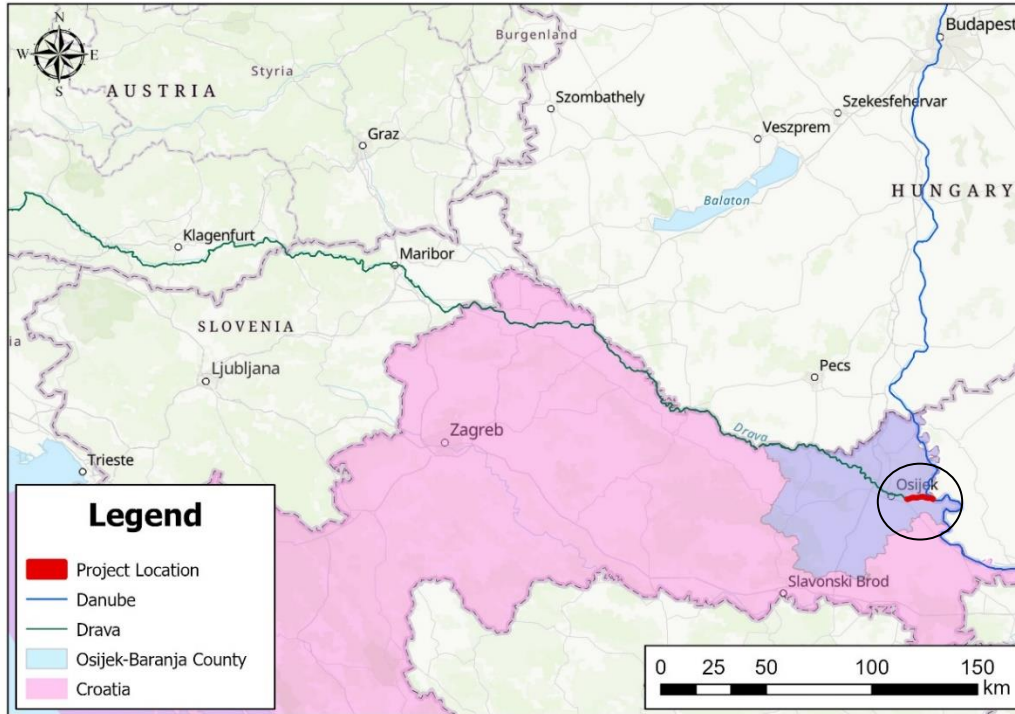 N
W E
S
Burgenland
Budapest
Styria
AUSTRIA
Szombathely
Szekesfehervar
Graz
Veszprem
Balaton
HUNGARY
Klagenfurt
Maribor
SLOVENIA
ia
Ljubljana
Pecs
Drava
Zagreb
Trieste
Osijek
Slavonski Brod
Legend
Project Location
Danube
Drava
Osijek-Baranja County
Croatia
0 25 50 100 150
km